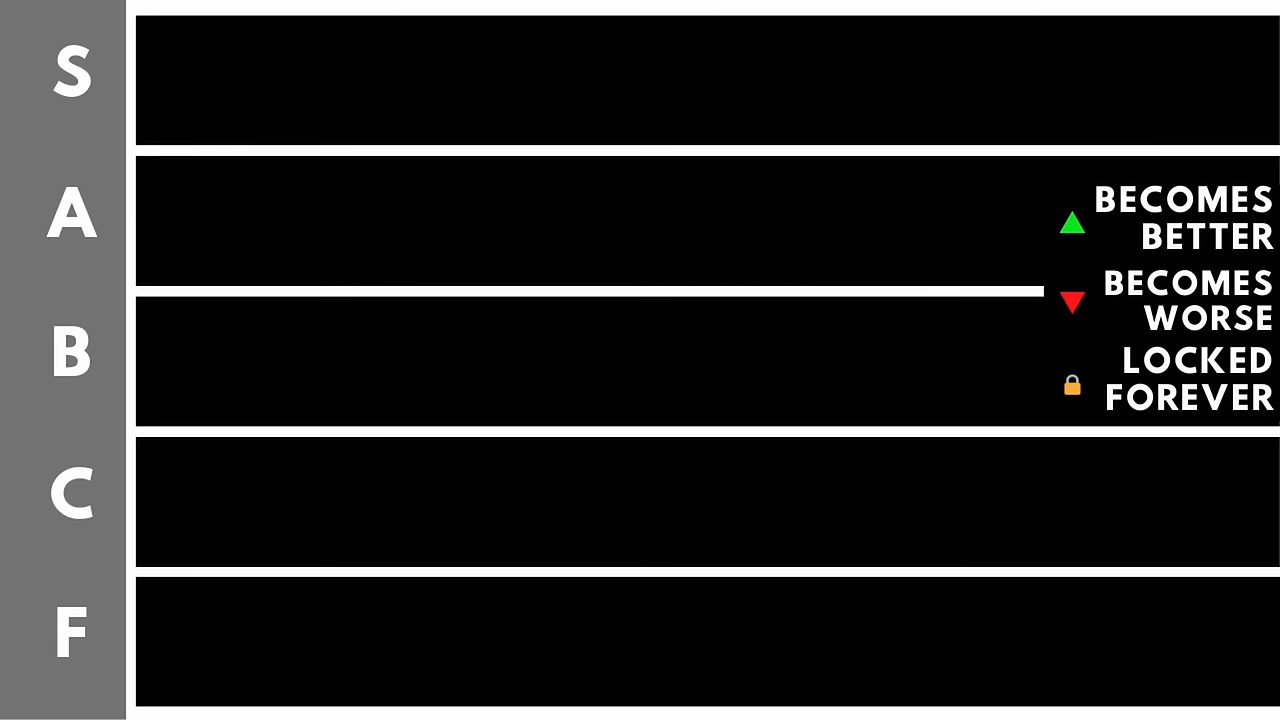 S
A
BECOMES
BETTER
BECOMES
WORSE
B
LOCKED
FOREVER
C
F